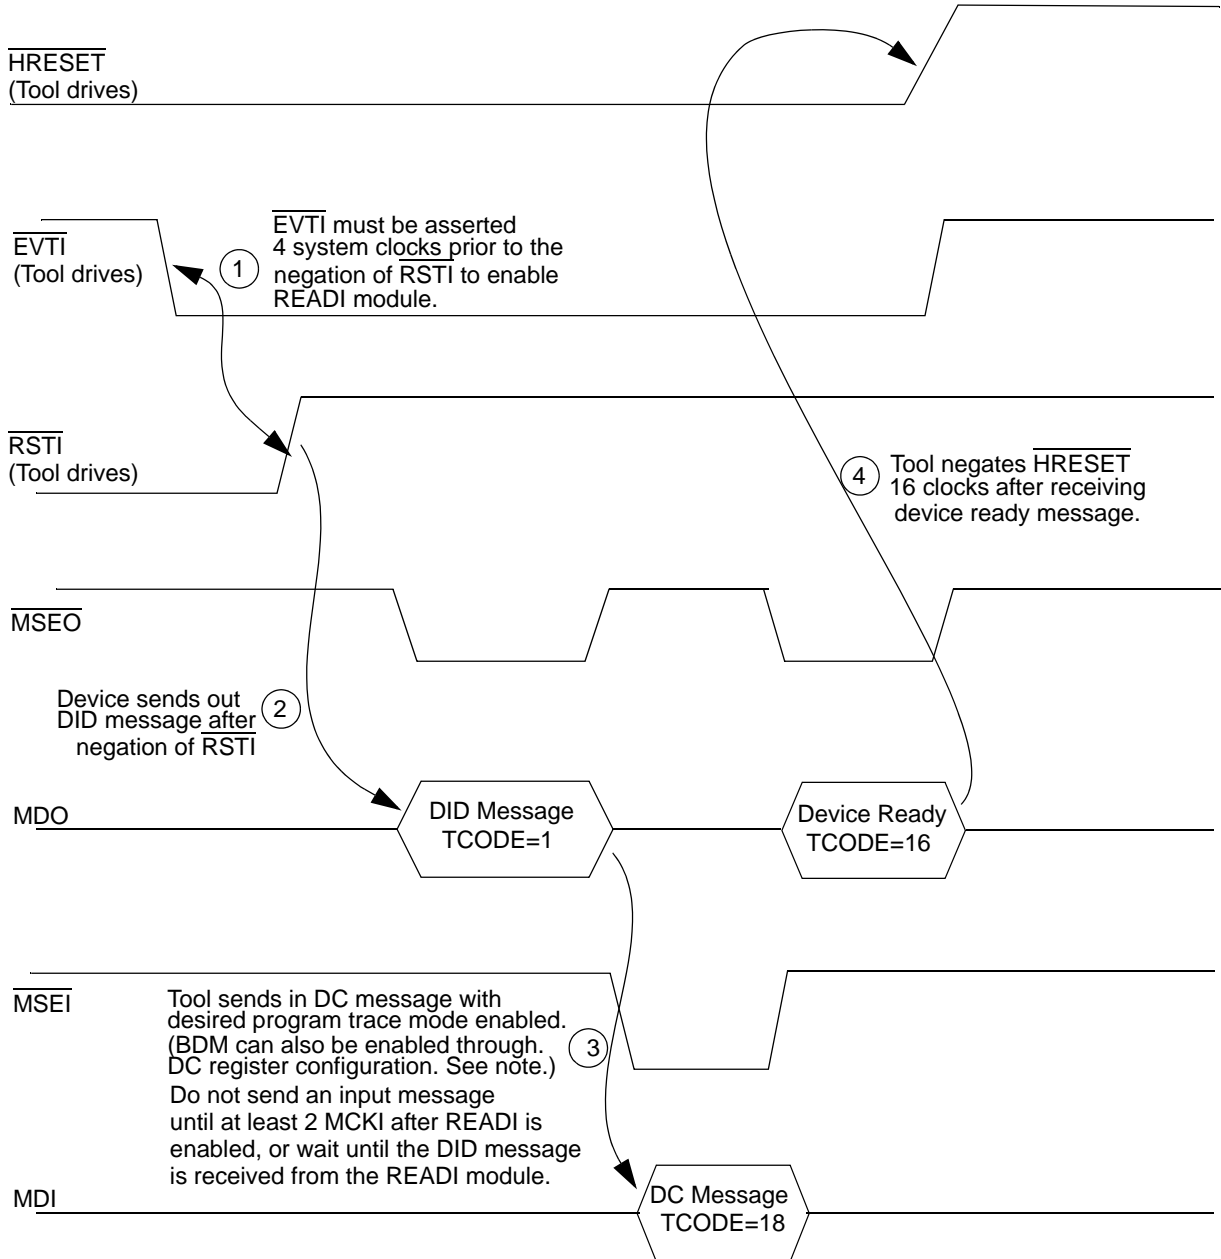 HRESET
(Tool drives)
EVTI
(Tool drives)
1
EVTI must be asserted
4 system clocks prior to the
negation of RSTI to enable
READI module.
RSTI
(Tool drives)
4
Tool negates HRESET
16 clocks after receiving
device ready message.
MSEO
Device sends out
DID message after
negation of RSTI
2
MDO
DID Message
TCODE=1
Device Ready
TCODE=16
MSEI
Tool sends in DC message with
desired program trace mode enabled.
(BDM can also be enabled through.
DC register configuration. See note.)
3
Do not send an input message
until at least 2 MCKI after READI is
enabled, or wait until the DID message
is received from the READI module.
MDI
DC Message
TCODE=18